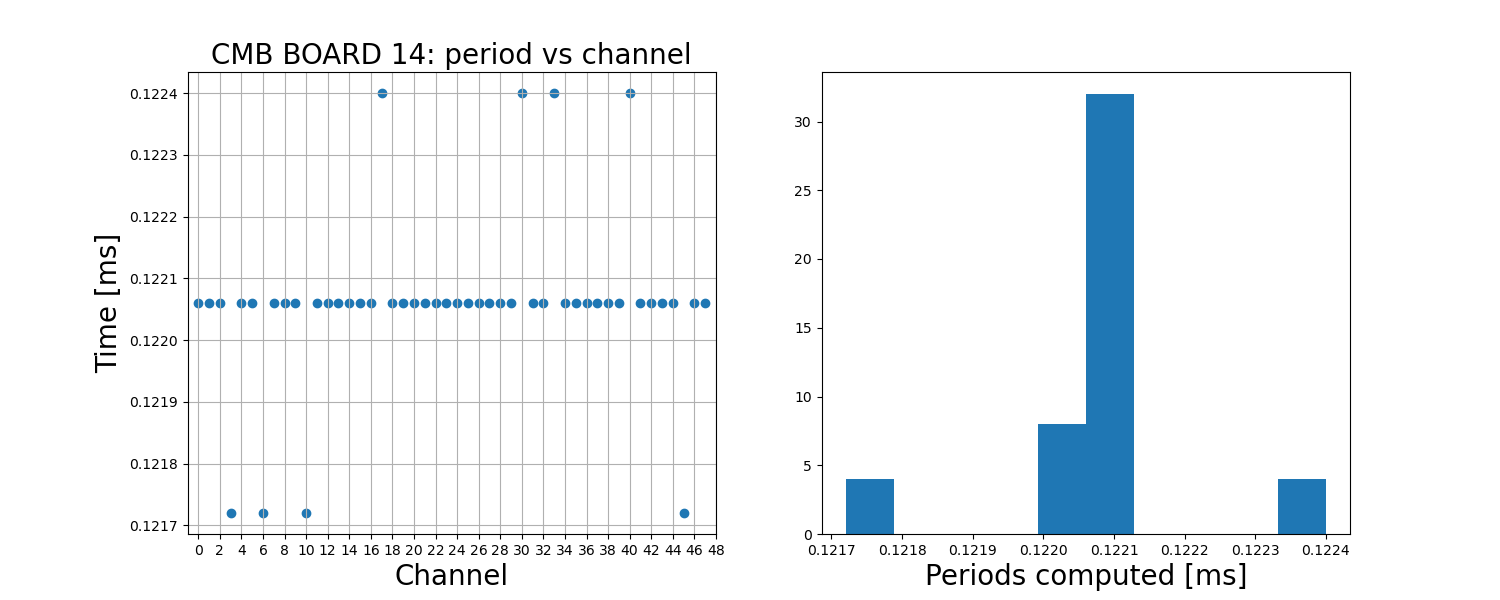 CMB BOARD 14: period vs channel
Time [ms]
0.1224
0.1223
0.1222
0.1221
0.1220
0.1219
0.1218
0.1217
0 2 4 6 8 10 12 14 16 18 20 22 24 26 28 30 32 34 36 38 40 42 44 46 48
Channel
30
25
20
15
10
5
0
0.1217 0.1218 0.1219 0.1220 0.1221 0.1222 0.1223 0.1224
Periods computed [ms]